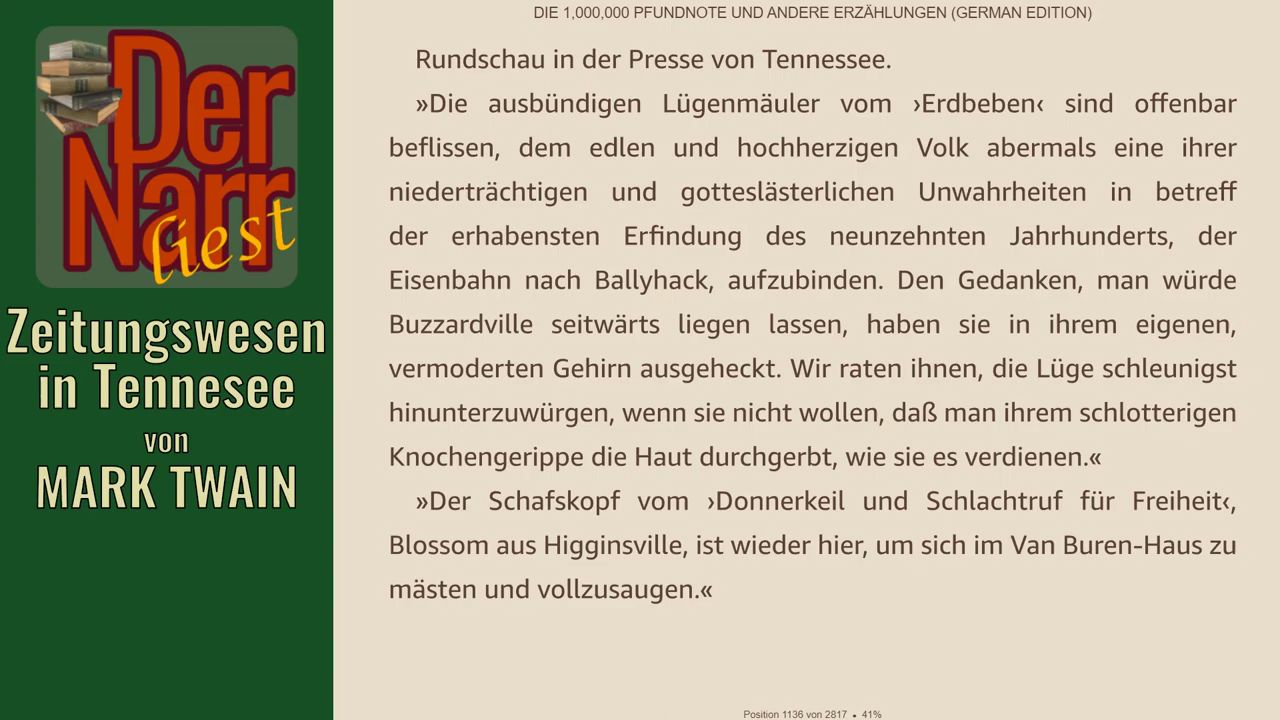 Der
Narr
liest
Zeitungswesen
in Tennesee
von
MARK TWAIN
DIE 1,000,000 PFUNDNOTE UND ANDERE ERZÄHLUNGEN (GERMAN EDITION)
Rundschau in der Presse von Tennessee.
»Die ausbündigen Lügenmäuler vom ›Erdbeben‹ sind offenbar
beflissen, dem edlen und hochherzigen Volk abermals eine ihrer
niederträchtigen und gotteslästerlichen Unwahrheiten in betreff
der erhabensten Erfindung des neunzehnten Jahrhunderts, der
Eisenbahn nach Ballyhack, aufzubinden. Den Gedanken, man würde
Buzzardville seitwärts liegen lassen, haben sie in ihrem eigenen,
vermoderten Gehirn ausgeheckt. Wir raten ihnen, die Lüge schleunigst
hinunterzuwürgen, wenn sie nicht wollen, daß man ihrem schlotterigen
Knochengerippe die Haut durchgerbt, wie sie es verdienen.«
»Der Schafskopf vom ›Donnerkeil und Schlachtruf für Freiheit‹,
Blossom aus Higginsville, ist wieder hier, um sich im Van Buren-Haus zu
mästen und vollzusaugen.«
Position 1136 von 2817 • 41%